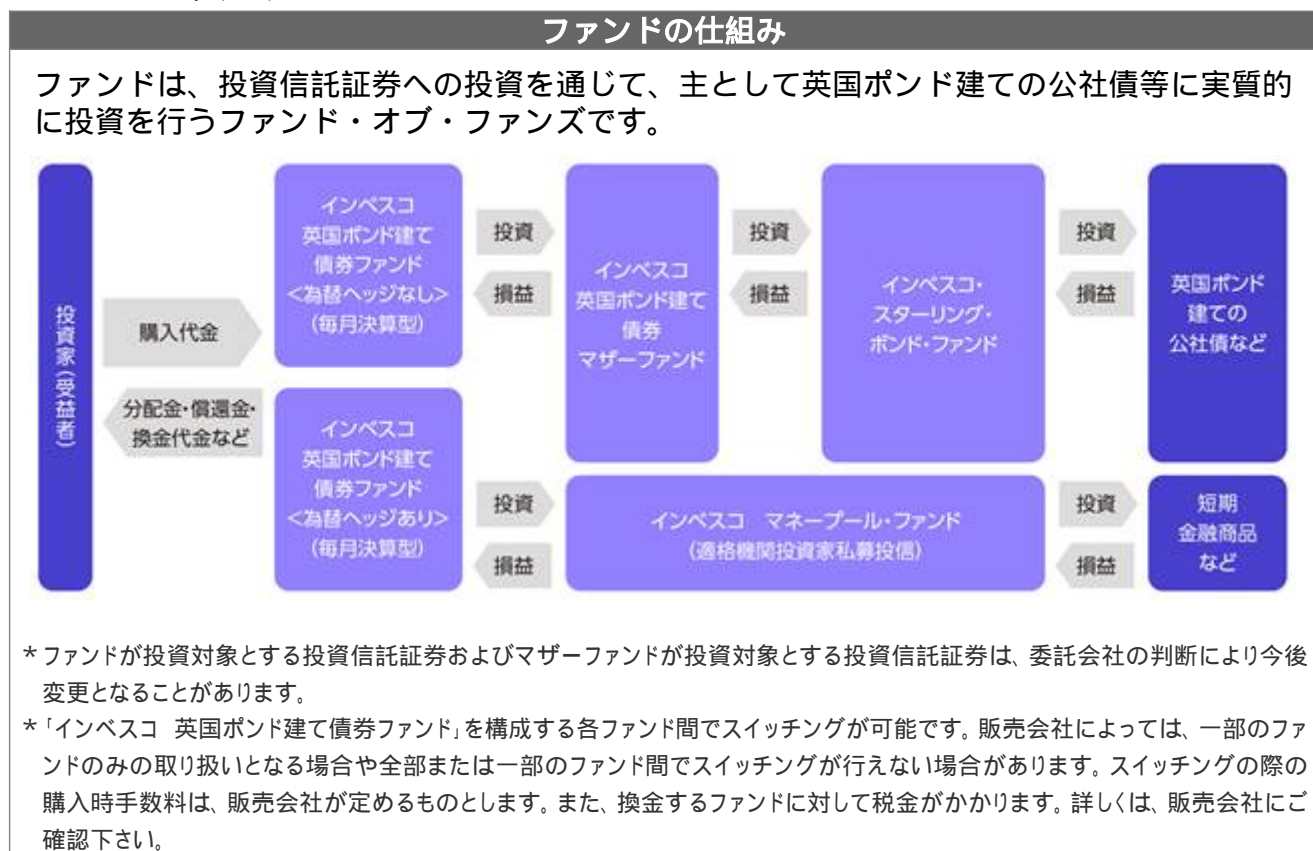 ファンドの仕組み
ファンドは、投資信託証券への投資を通じて、主として英国ポンド建ての公社債等に実質的
に投資を行うファンド・オブ・ファンズです。
投資家(受益者)
購入代金
分配金・償還金・
換金代金など
インベスコ
英国ポンド建て
債券ファンド
<為替ヘッジなし>
(毎月決算型)
インベスコ
英国ポンド建て
債券ファンド
<為替ヘッジあり>
(毎月決算型)
投資
損益
投資
損益
インベスコ
英国ポンド建て
債券
マザーファンド
投資
損益
インベスコ・
スターリング・
ボンド・ファンド
インベスコ マネープール・ファンド
(適格機関投資家私募投信)
投資
損益
投資
損益
英国ポンド
建ての
公社債など
短期
金融商品
など
*ファンドが投資対象とする投資信託証券およびマザーファンドが投資対象とする投資信託証券は、委託会社の判断により今後
変更となることがあります。
*「インベスコ 英国ポンド建て債券ファンド」を構成する各ファンド間でスイッチングが可能です。販売会社によっては、一部のファ
ンドのみの取り扱いとなる場合や全部または一部のファンド間でスイッチングが行えない場合があります。スイッチングの際の
購入時手数料は、販売会社が定めるものとします。また、換金するファンドに対して税金がかかります。詳しくは、販売会社にご
確認下さい。